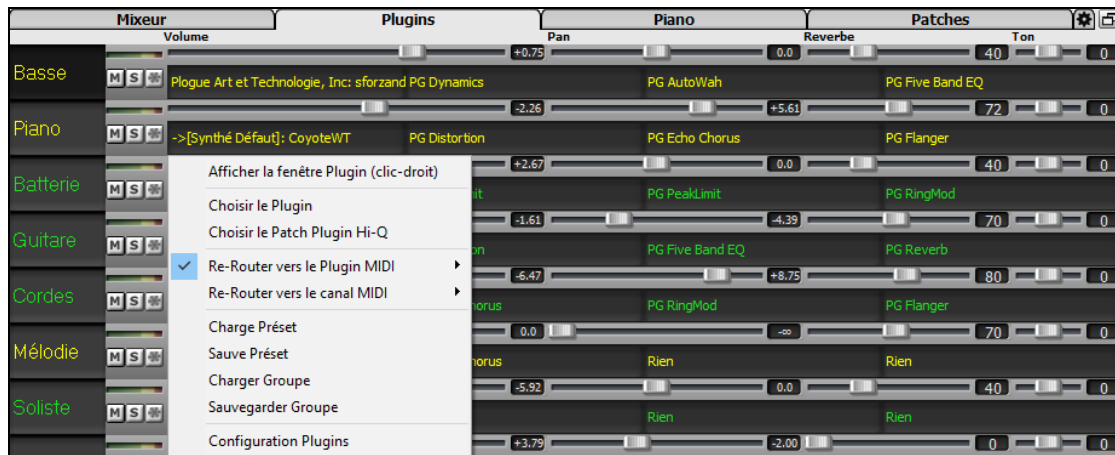 Mixeur Plugins Piano Patches
Volume Pan Reverbe Ton
+0.75 0.0 40 0
Basse M S Plogue Art et Technologie, Inc: sforzand PG Dynamics PG AutoWah PG Five Band EQ
-2.26 +5.61 72 0
Piano M S ->[Synthé Défaut]: CoyoteWT PG Distortion PG Echo Chorus PG Flanger
+2.67 0.0 40 0
Afficher la fenêtre Plugin (clic-droit)
Batterie M S PG PeakLimit PG RingMod
Choisir le Plugin
-1.61 -4.39 70 0
Choisir le Patch Plugin Hi-Q
Guitare M S PG Five Band EQ PG Reverb
Re-Router vers le Plugin MIDI
-6.47 +8.75 80 0
Re-Router vers le canal MIDI
Cordes M S horus PG RingMod PG Flanger
Charge Préset
0.0 -∞ 70 0
Sauve Préset
Mélodie M S horus Rien Rien
Charger Groupe
-5.92 0.0 40 0
Sauvegarder Groupe
Soliste M S Rien Rien
Configuration Plugins
+3.79 -2.00 0 0